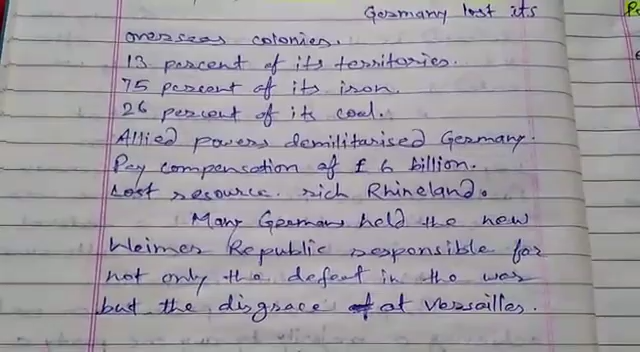 Germany lost its
overseas colonies.
13 percent of its territories.
75 percent of its iron.
26 percent of its coal.
Allied powers demilitarised Germany.
Pay compensation of £ 6 billion.
Lost resource rich Rhineland.
Many Germans held the new
Weimer Republic responsible for
not only the defeat in the war
but the disgrace at Versailles.